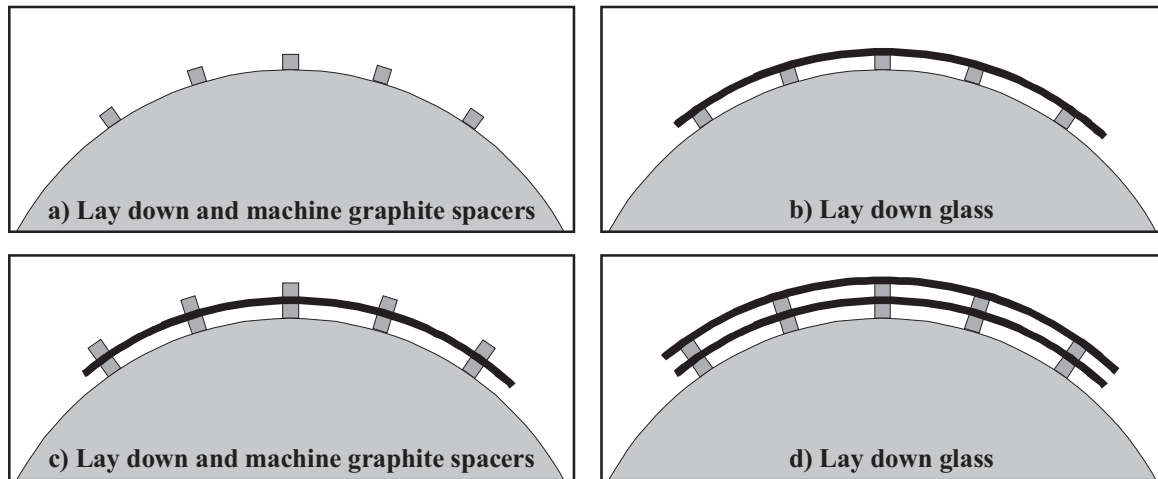 a) Lay down and machine graphite spacers
b) Lay down glass
c) Lay down and machine graphite spacers
d) Lay down glass